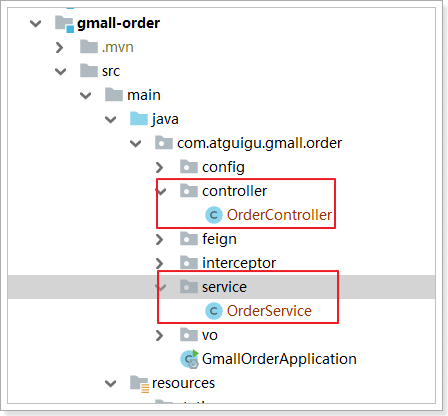 gmall-order
.mvn
src
main
java
com.atguigu.gmall.order
config
controller
OrderController
feign
interceptor
service
OrderService
vo
GmallOrderApplication
resources